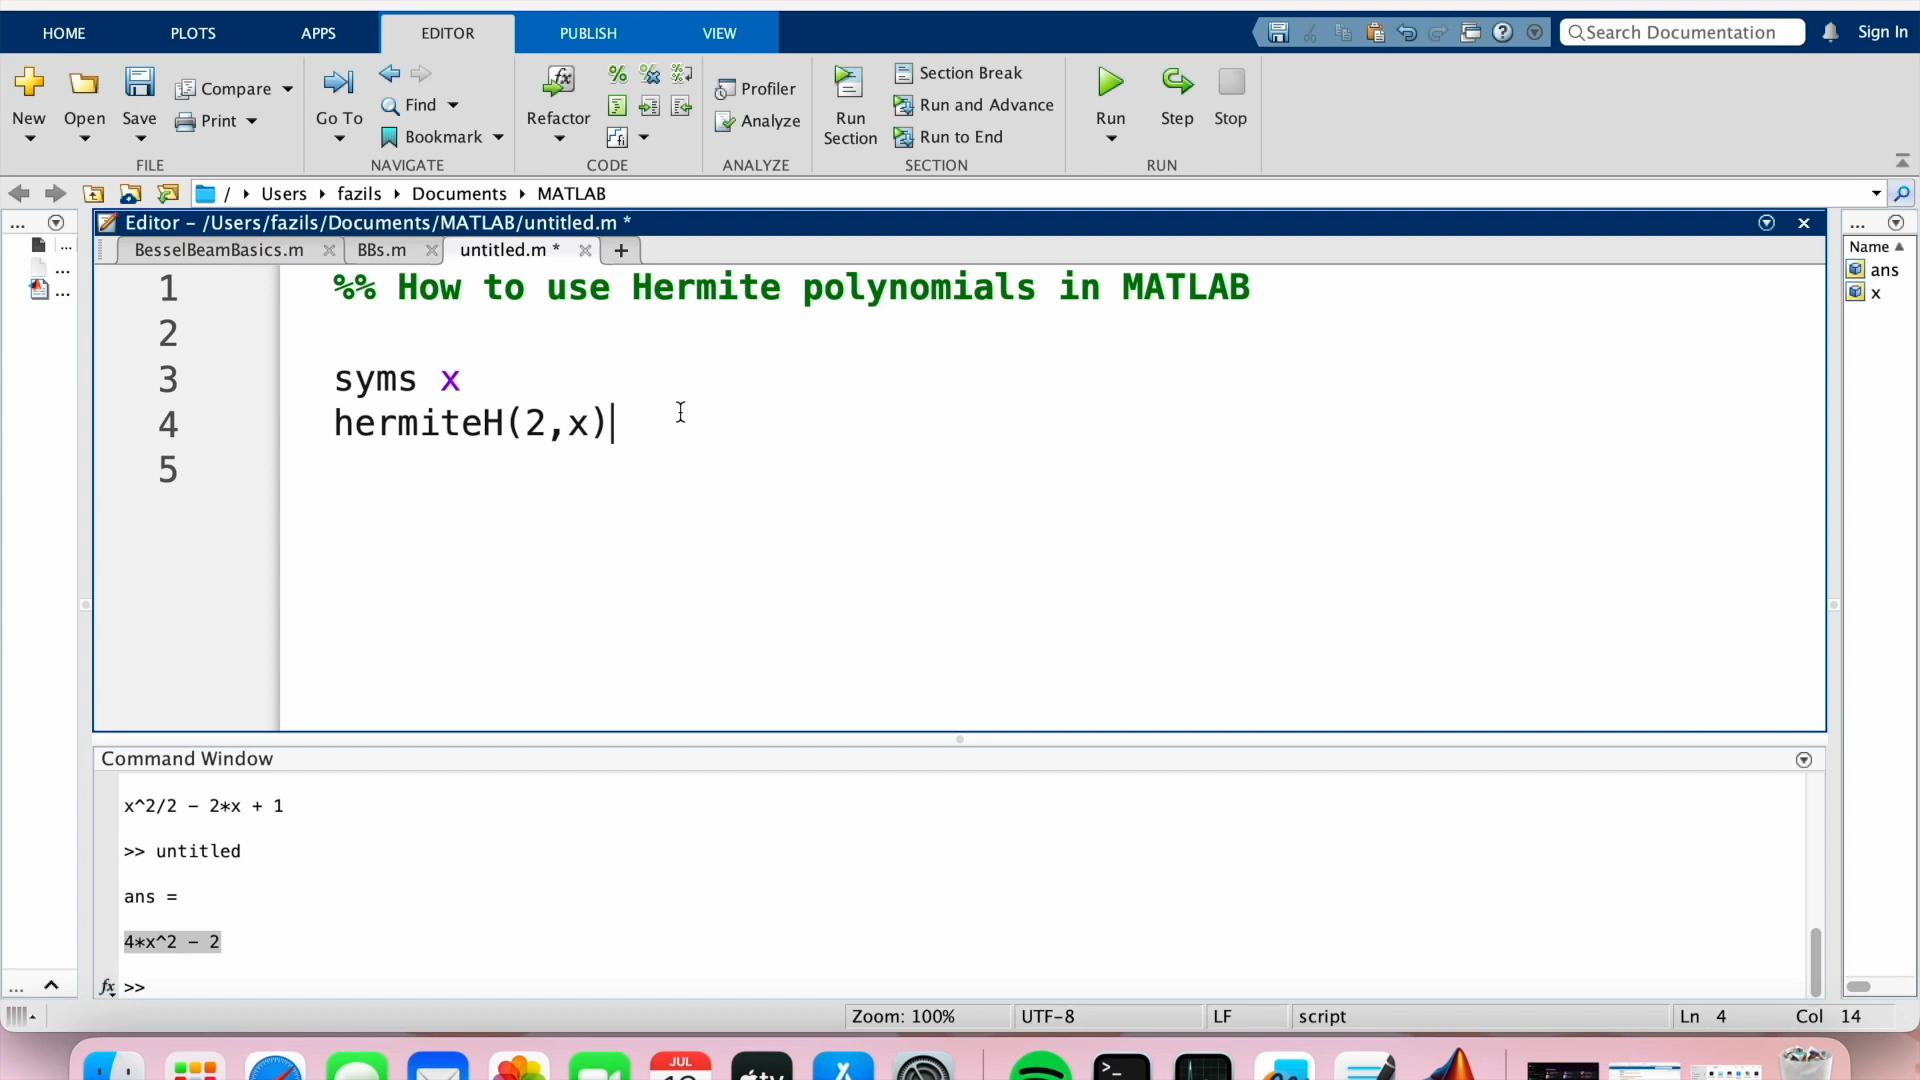 HOME PLOTS APPS EDITOR PUBLISH VIEW Search Documentation Sign In
New Open Save Compare Print Go To Find Bookmark Refactor Profiler Analyze Run Section Section Break Run and Advance Run to End Run Step Stop
FILE NAVIGATE CODE ANALYZE SECTION RUN
/ Users fazils Documents MATLAB
Editor – /Users/fazils/Documents/MATLAB/untitled.m *
BesselBeamBasics.m BBs.m untitled.m * +
Name
ans
x
1 %% How to use Hermite polynomials in MATLAB
2
3 syms x
4 hermiteH(2,x)
5
Command Window
x^2/2 - 2*x + 1
>> untitled
ans =
4*x^2 - 2
fx >>
Zoom: 100% UTF-8 LF script Ln 4 Col 14
JUL
tv